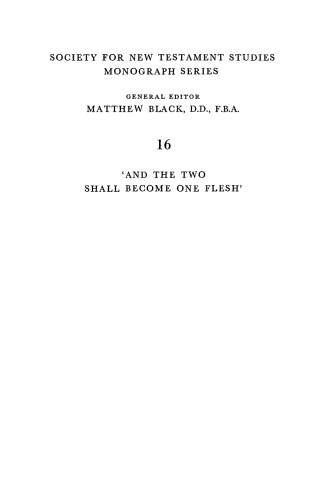 SOCIETY FOR NEW TESTAMENT STUDIES
MONOGRAPH SERIES
GENERAL EDITOR
MATTHEW BLACK, D.D., F.B.A.
16
‘AND THE TWO
SHALL BECOME ONE FLESH’